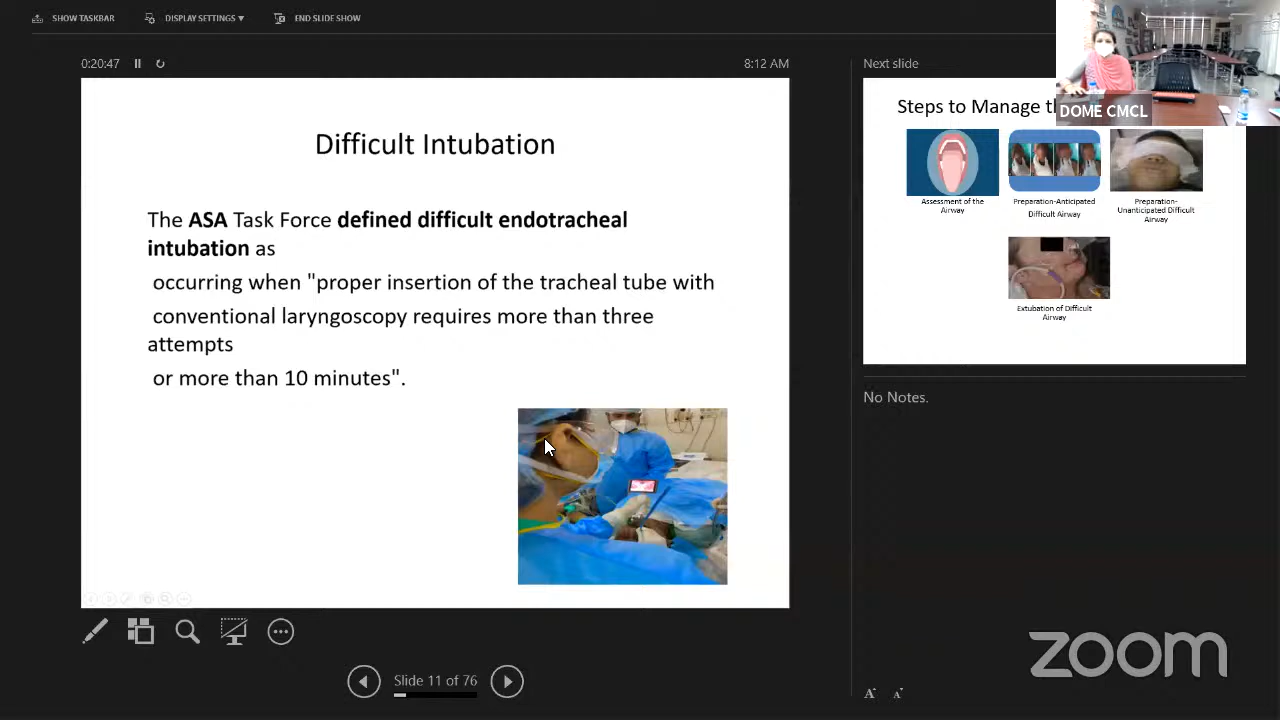 SHOW TASKBAR
DISPLAY SETTINGS ▼
END SLIDE SHOW
0:20:47
8:12 AM
Difficult Intubation
The ASA Task Force defined difficult endotracheal
intubation as
occurring when "proper insertion of the tracheal tube with
conventional laryngoscopy requires more than three
attempts
or more than 10 minutes".
Slide 11 of 76
Next slide
DOME CMCL
Steps to Manage th
Assessment of the
Airway
Preparation-Anticipated
Difficult Airway
Preparation-
Unanticipated Difficult
Airway
Extubation of Difficult
Airway
No Notes.
zoom
A A